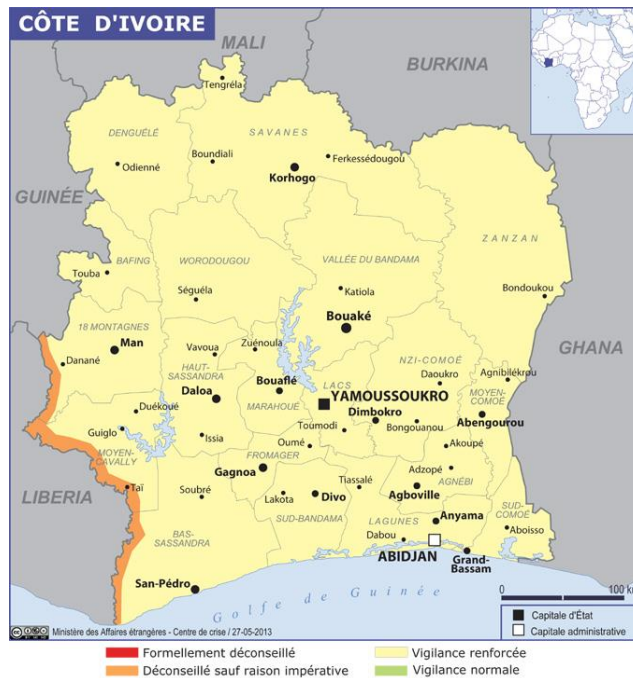 CÔTE D'IVOIRE
MALI
BURKINA
Tengréla
DENGUÉLÉ
SAVANES
Boundiali
Ferkessédougou
Odienné
Korhogo
GUINÉE
ZANZAN
BAFING
WORODOUGOU
VALLÉE DU BANDAMA
Touba
Séguéla
Katiola
Bondoukou
Bouaké
18 MONTAGNES
Man
Vavoua
Zuénoula
NZI-COMOÉ
GHANA
Danané
HAUT-
SASSANDRA
Daoukro
Agnibilékrou
Bouaflé
LACS
MOYEN-
COMOÉ
Daloa
YAMOUSSOUKRO
MARAHOUÉ
Duékoué
Dimbokro
Abengourou
Guiglo
Issia
Toumodi
Bongouanou
Oumé
Akoupé
MOYEN-
CAVALLY
FROMAGER
Adzopé
Gagnoa
AGNÉBI
LIBERIA
Taï
Soubré
Lakota
Divo
Tiassalé
Agboville
SUD-
COMOÉ
SUD-BANDAMA
BAS-
SASSANDRA
LAGUNES
Anyama
Aboisso
Dabou
ABIDJAN
Grand-
Bassam
San-Pédro
Golfe de Guinée
0
100 km
Capitale d'État
Capitale administrative
Ministère des Affaires étrangères - Centre de crise / 27-05-2013
Formellement déconseillé
Vigilance renforcée
Déconseillé sauf raison impérative
Vigilance normale